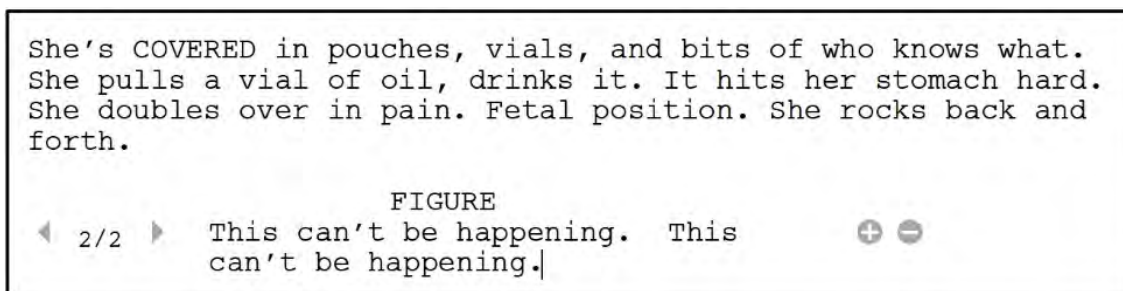 She's COVERED in pouches, vials, and bits of who knows what.
She pulls a vial of oil, drinks it. It hits her stomach hard.
She doubles over in pain. Fetal position. She rocks back and
forth.
FIGURE
2/2 This can't be happening.  This
can't be happening.